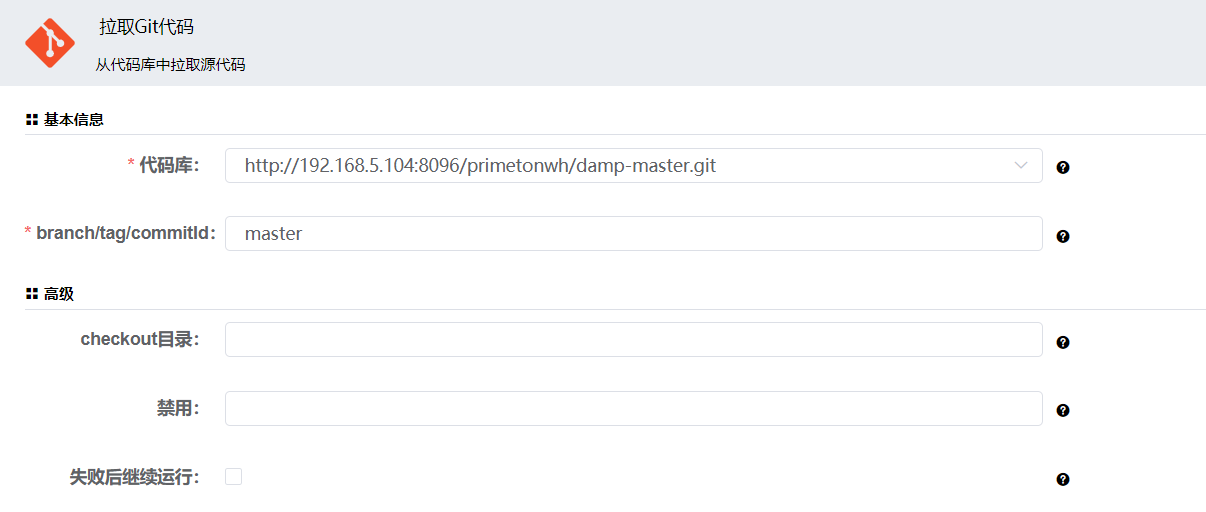 拉取Git代码
从代码库中拉取源代码
基本信息
* 代码库：
http://192.168.5.104:8096/primetonwh/damp-master.git
* branch/tag/commitId：
master
高级
checkout目录：
禁用：
失败后继续运行：